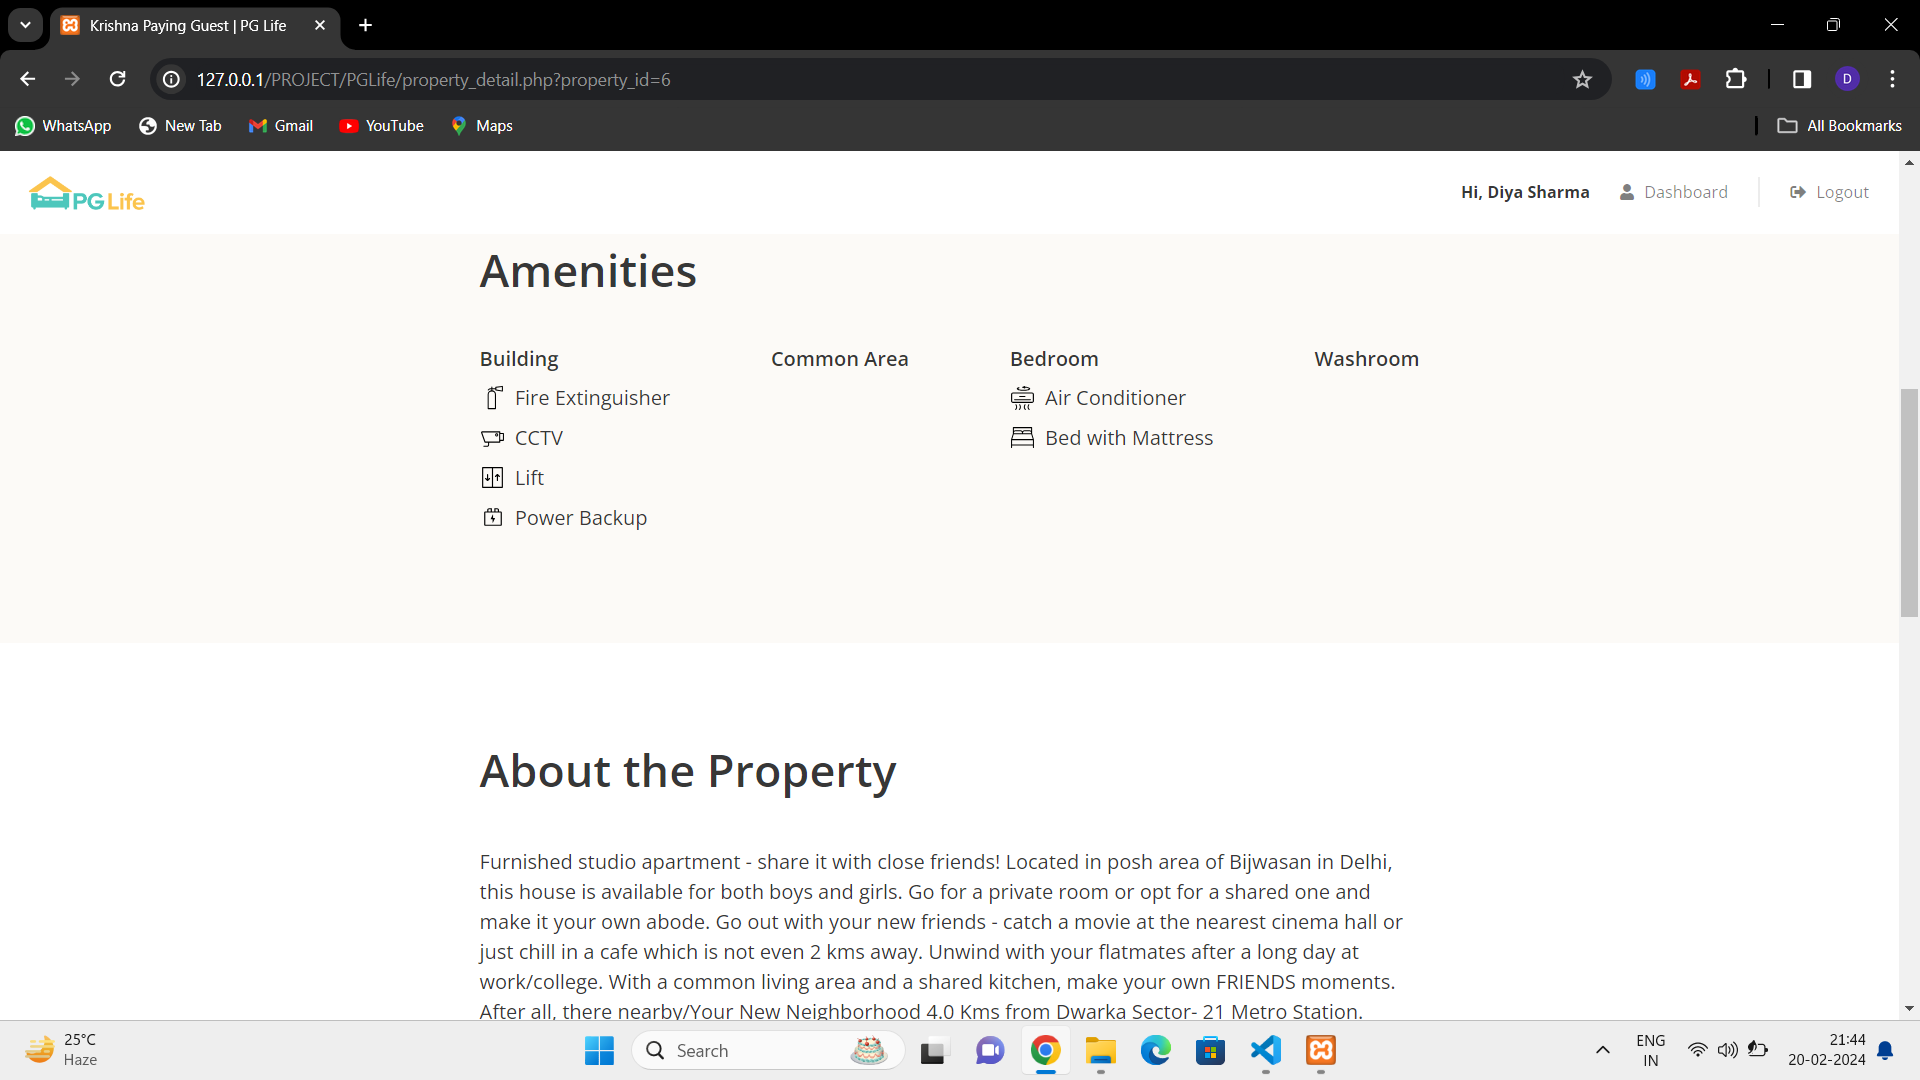 Krishna Paying Guest | PG Life
127.0.0.1/PROJECT/PGLife/property_detail.php?property_id=6
D
WhatsApp
New Tab
Gmail
YouTube
Maps
All Bookmarks
PG Life
Hi, Diya Sharma
Dashboard
Logout
Amenities
Building
Common Area
Bedroom
Washroom
Fire Extinguisher
Air Conditioner
CCTV
Bed with Mattress
Lift
Power Backup
About the Property
Furnished studio apartment - share it with close friends! Located in posh area of Bijwasan in Delhi,
this house is available for both boys and girls. Go for a private room or opt for a shared one and
make it your own abode. Go out with your new friends - catch a movie at the nearest cinema hall or
just chill in a cafe which is not even 2 kms away. Unwind with your flatmates after a long day at
work/college. With a common living area and a shared kitchen, make your own FRIENDS moments.
After all, there nearby/Your New Neighborhood 4.0 Kms from Dwarka Sector- 21 Metro Station.
25°C
Haze
Search
ENG
IN
21:44
20-02-2024